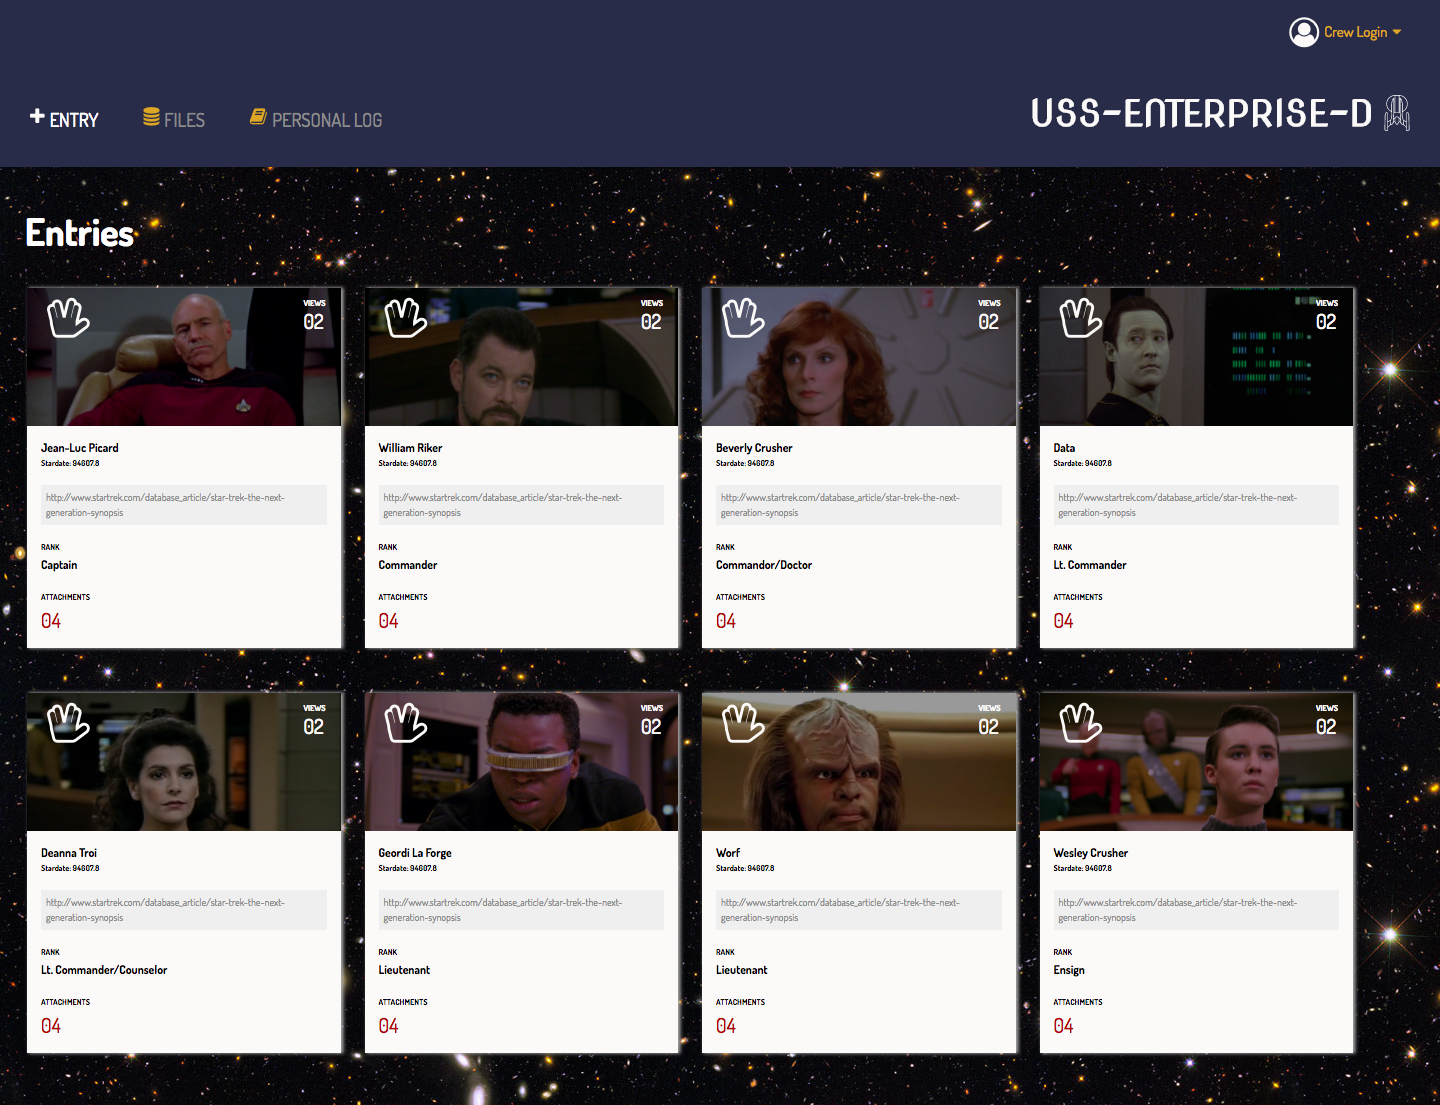 Crew Login
ENTRY
FILES
PERSONAL LOG
USS-ENTERPRISE-D
Entries
VIEWS
02
Jean-Luc Picard
Stardate: 94607.8
http://www.startrek.com/database_article/star-trek-the-next-
generation-synopsis
RANK
Captain
ATTACHMENTS
04
VIEWS
02
William Riker
Stardate: 94607.8
http://www.startrek.com/database_article/star-trek-the-next-
generation-synopsis
RANK
Commander
ATTACHMENTS
04
VIEWS
02
Beverly Crusher
Stardate: 94607.8
http://www.startrek.com/database_article/star-trek-the-next-
generation-synopsis
RANK
Commandor/Doctor
ATTACHMENTS
04
VIEWS
02
Data
Stardate: 94607.8
http://www.startrek.com/database_article/star-trek-the-next-
generation-synopsis
RANK
Lt. Commander
ATTACHMENTS
04
VIEWS
02
Deanna Troi
Stardate: 94607.8
http://www.startrek.com/database_article/star-trek-the-next-
generation-synopsis
RANK
Lt. Commander/Counselor
ATTACHMENTS
04
VIEWS
02
Geordi La Forge
Stardate: 94607.8
http://www.startrek.com/database_article/star-trek-the-next-
generation-synopsis
RANK
Lieutenant
ATTACHMENTS
04
VIEWS
02
Worf
Stardate: 94607.8
http://www.startrek.com/database_article/star-trek-the-next-
generation-synopsis
RANK
Lieutenant
ATTACHMENTS
04
VIEWS
02
Wesley Crusher
Stardate: 94607.8
http://www.startrek.com/database_article/star-trek-the-next-
generation-synopsis
RANK
Ensign
ATTACHMENTS
04